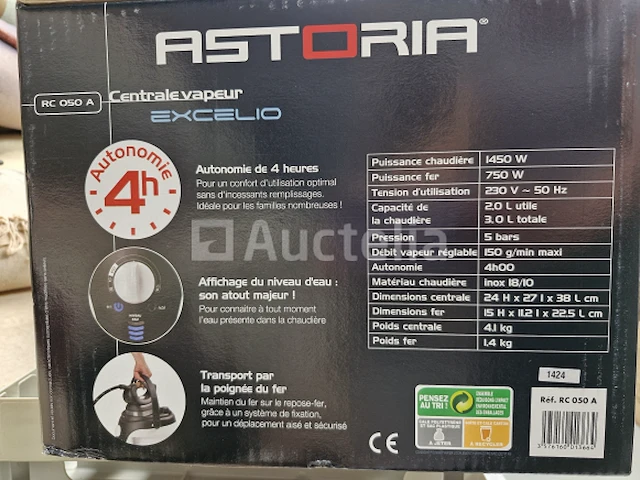 ASTORIA®
RC 050 A
Centrale vapeur
EXCELIO
Autonomie
4h
Autonomie de 4 heures
Pour un confort d'utilisation optimal
sans d'incessants remplissages.
Idéale pour les familles nombreuses !
Affichage du niveau d'eau :
son atout majeur !
Pour connaître à tout moment
l'eau présente dans la chaudière
Transport par
la poignée du fer
Maintien du fer sur le repose-fer,
grâce à un système de fixation,
pour un déplacement aisé et sécurisé
Puissance chaudière 1450 W
Puissance fer 750 W
Tension d'utilisation 230 V ~ 50 Hz
Capacité de 2.0 L utile
la chaudière 3.0 L totale
Pression 5 bars
Débit vapeur réglable 150 g/min maxi
Autonomie 4h00
Matériau chaudière Inox 18/10
Dimensions centrale 24 H x 27 l x 38 L cm
Dimensions fer 15 H x 11.2 l x 22.5 L cm
Poids centrale 4.1 kg
Poids fer 1.4 kg
Auctelia
1424
PENSEZ
AU TRI !
À JETER
À RECYCLER
CE
Réf. RC 050 A